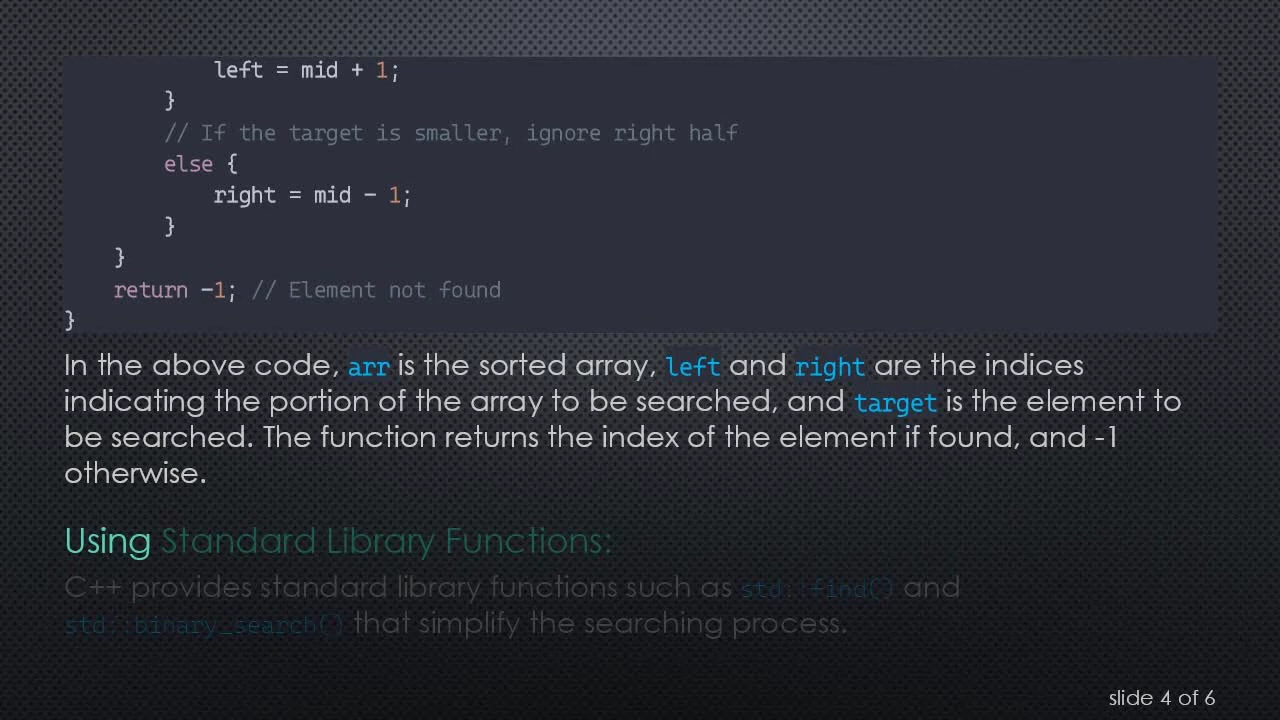 left = mid + 1;
}
// If the target is smaller, ignore right half
else {
right = mid - 1;
}
}
return -1; // Element not found
}
In the above code, arr is the sorted array, left and right are the indices
indicating the portion of the array to be searched, and target is the element to
be searched. The function returns the index of the element if found, and -1
otherwise.
Using Standard Library Functions:
C++ provides standard library functions such as std::find() and
std::binary_search() that simplify the searching process.
slide 4 of 6